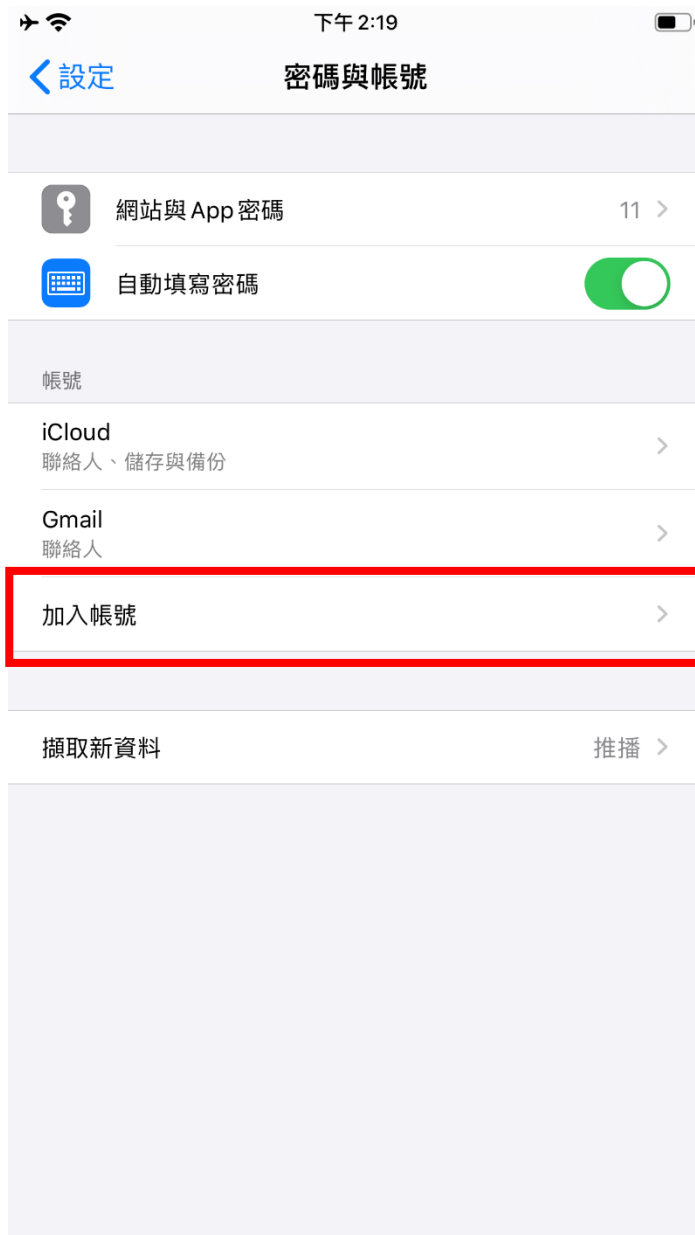 下午 2:19
設定
密碼與帳號
網站與 App 密碼 11
自動填寫密碼
帳號
iCloud
聯絡人、儲存與備份
Gmail
聯絡人
加入帳號
擷取新資料 推播